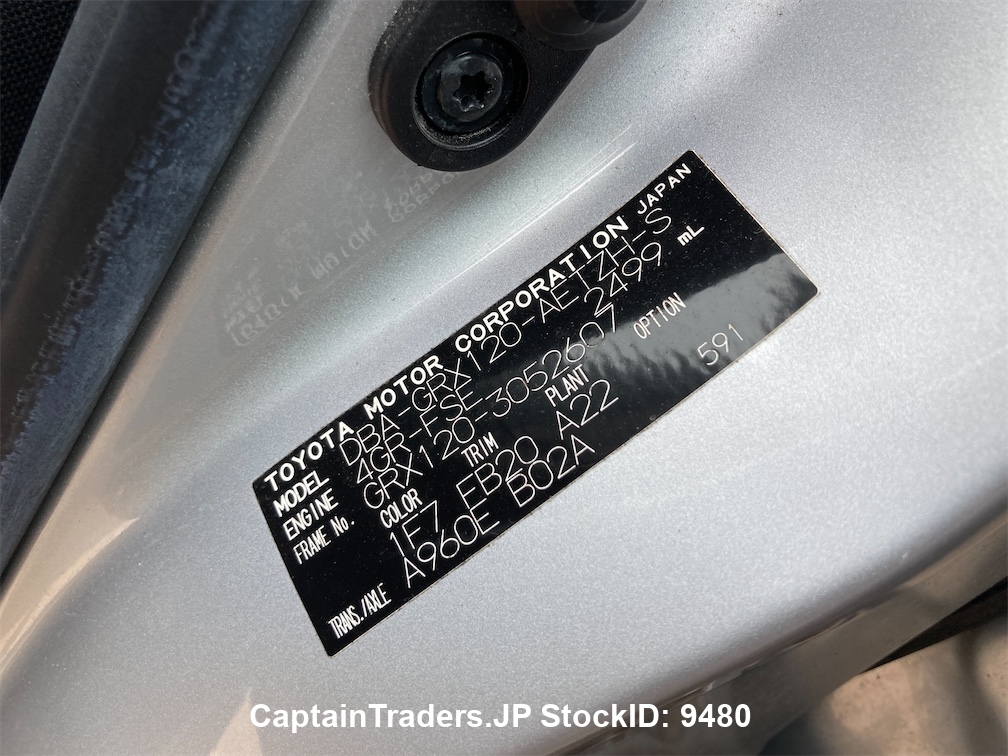 TOYOTA MOTOR CORPORATION JAPAN
MODEL DBA-GRX120-AETZH-S
ENGINE 4GR-FSE 2499 mL
FRAME No. GRX120-3052607
COLOR TRIM PLANT OPTION
1F7 FB20 A22 591
TRANS./AXLE A960E B02A
CaptainTraders.JP StockID: 9480